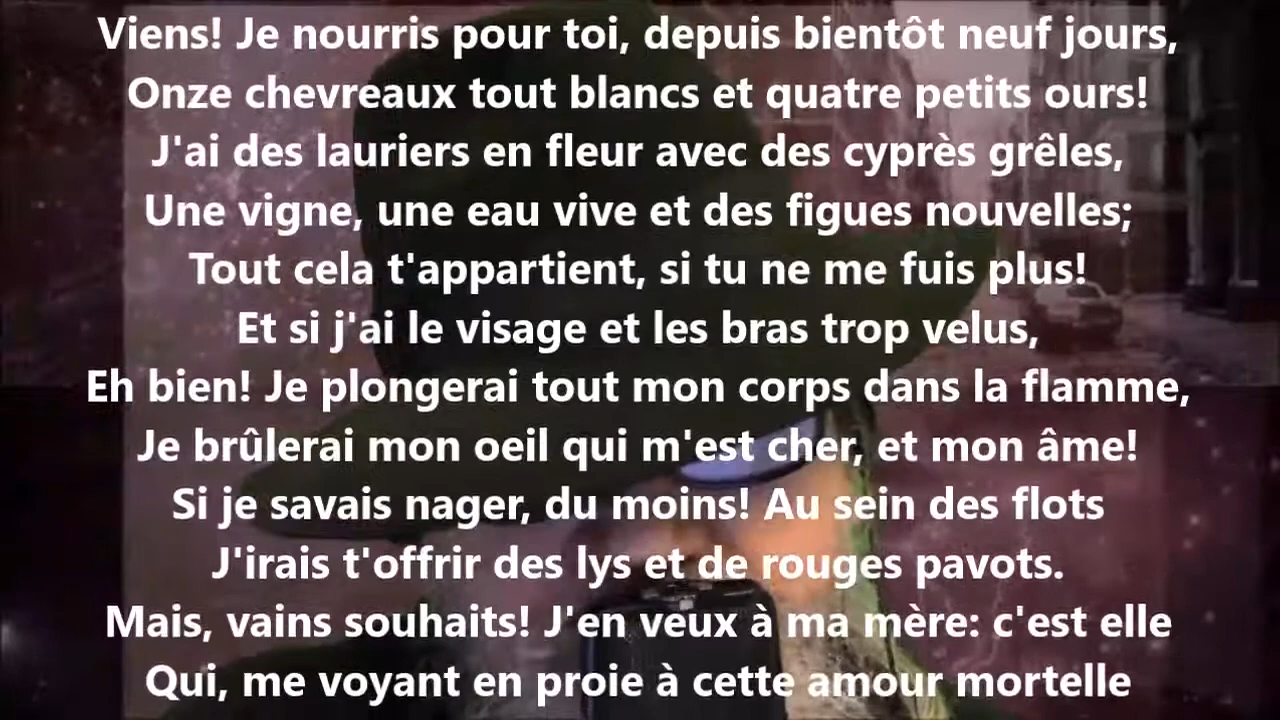 Viens! Je nourris pour toi, depuis bientôt neuf jours,
Onze chevreaux tout blancs et quatre petits ours!
J'ai des lauriers en fleur avec des cyprès grêles,
Une vigne, une eau vive et des figues nouvelles;
Tout cela t'appartient, si tu ne me fuis plus!
Et si j'ai le visage et les bras trop velus,
Eh bien! Je plongerai tout mon corps dans la flamme,
Je brûlerai mon oeil qui m'est cher, et mon âme!
Si je savais nager, du moins! Au sein des flots
J'irais t'offrir des lys et de rouges pavots.
Mais, vains souhaits! J'en veux à ma mère: c'est elle
Qui, me voyant en proie à cette amour mortelle